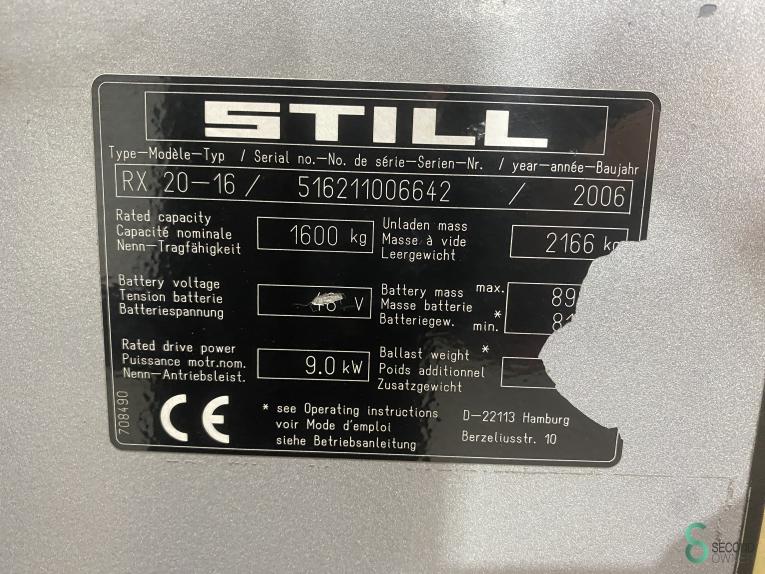 STILL
Type-Modèle-Typ / Serial no.-No. de série-Serien-Nr. / year-année-Baujahr
RX 20-16 / 516211006642 / 2006
Rated capacity
Capacité nominale
Nenn-Tragfähigkeit
1600 kg
Unladen mass
Masse à vide
Leergewicht
2166 kg
Battery voltage
Tension batterie
Batteriespannung
V
Battery mass max.
Masse batterie
Batteriegew. * min.
Rated drive power
Puissance motr.nom.
Nenn-Antriebsleist.
9.0 kW
Ballast weight *
Poids additionnel
Zusatzgewicht
708490
CE
* see Operating instructions
voir Mode d'emploi
siehe Betriebsanleitung
D-22113 Hamburg
Berzeliusstr. 10
SECOND